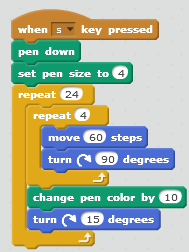 when s key pressed
pen down
set pen size to 4
repeat 24
repeat 4
move 60 steps
turn 90 degrees
change pen color by 10
turn 15 degrees